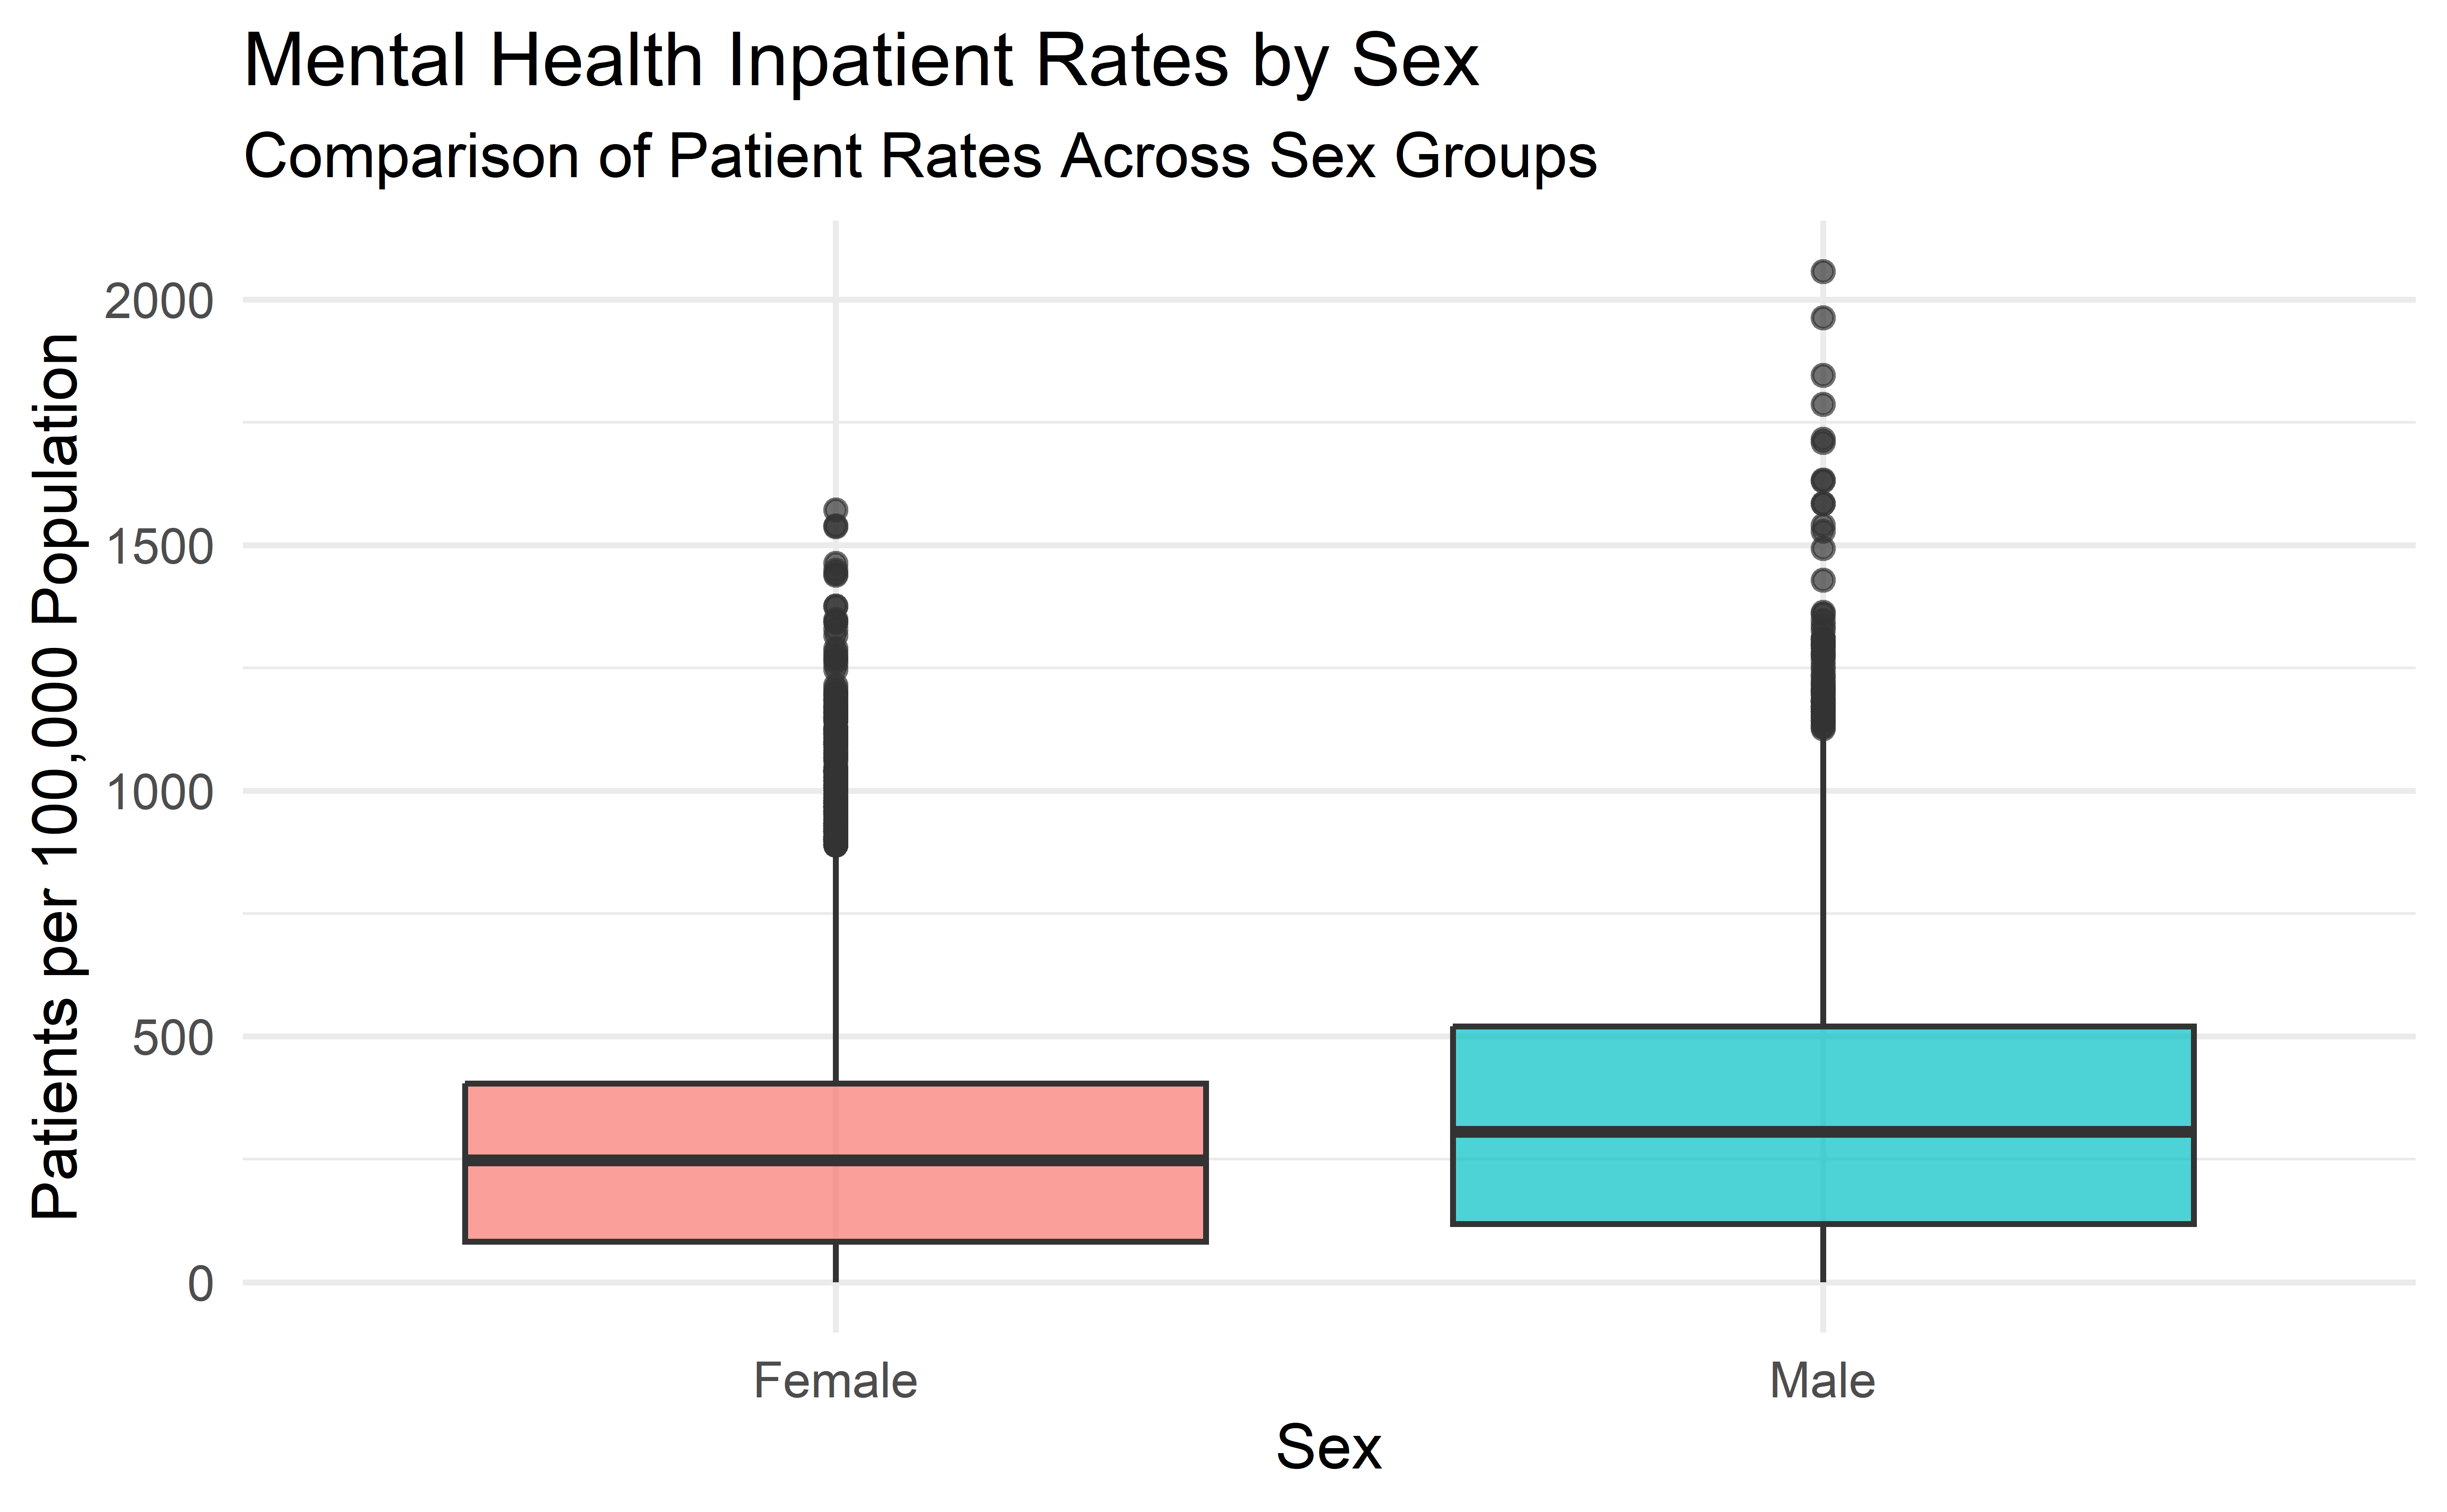 Mental Health Inpatient Rates by Sex
Comparison of Patient Rates Across Sex Groups
Patients per 100,000 Population
2000
1500
1000
500
0
Female
Male
Sex